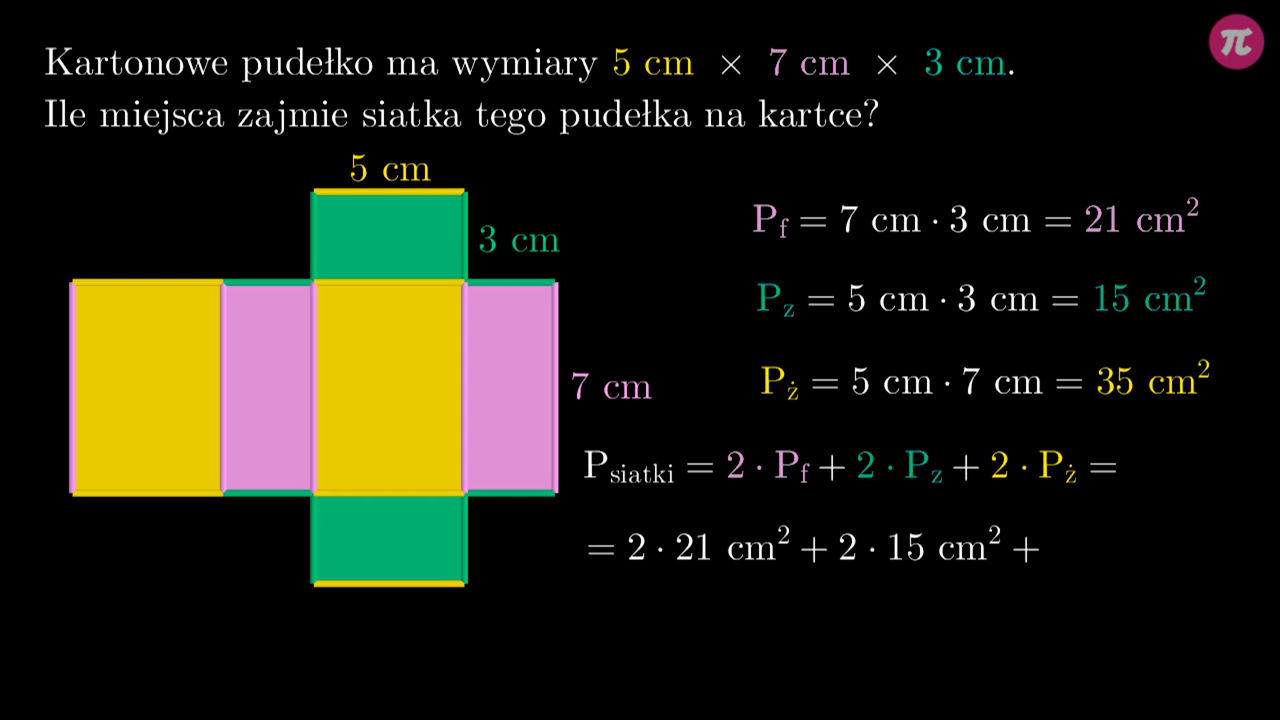 Kartonowe pudełko ma wymiary 5 cm × 7 cm × 3 cm.
Ile miejsca zajmie siatka tego pudełka na kartce?
5 cm
3 cm
7 cm
P_f = 7 cm · 3 cm = 21 cm²
P_z = 5 cm · 3 cm = 15 cm²
P_ż = 5 cm · 7 cm = 35 cm²
P_siatki = 2 · P_f + 2 · P_z + 2 · P_ż =
= 2 · 21 cm² + 2 · 15 cm² +
π